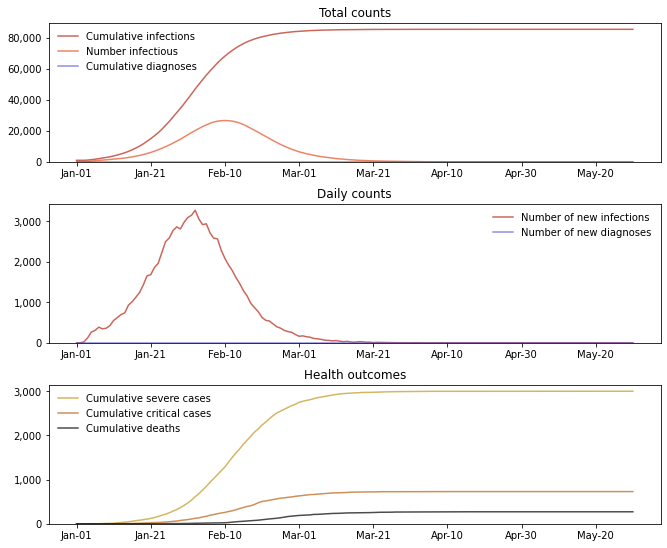 Total counts
Cumulative infections
Number infectious
Cumulative diagnoses
80,000
60,000
40,000
20,000
0
Jan-01 Jan-21 Feb-10 Mar-01 Mar-21 Apr-10 Apr-30 May-20
Daily counts
Number of new infections
Number of new diagnoses
3,000
2,000
1,000
0
Jan-01 Jan-21 Feb-10 Mar-01 Mar-21 Apr-10 Apr-30 May-20
Health outcomes
Cumulative severe cases
Cumulative critical cases
Cumulative deaths
3,000
2,000
1,000
0
Jan-01 Jan-21 Feb-10 Mar-01 Mar-21 Apr-10 Apr-30 May-20